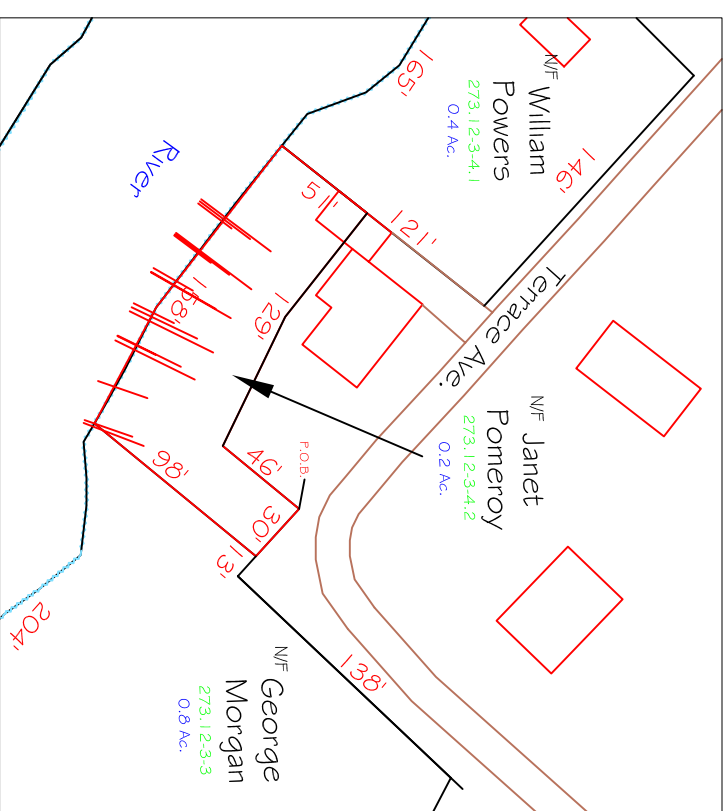 N/F William
Powers
273.12-3-4.1
0.4 Ac.
165'
146'
River
51'
121'
Terrace Ave.
158'
129'
N/F Janet
Pomeroy
273.12-3-4.2
0.2 Ac.
46'
P.O.B.
98'
30'
13'
204'
138'
N/F George
Morgan
273.12-3-3
0.8 Ac.